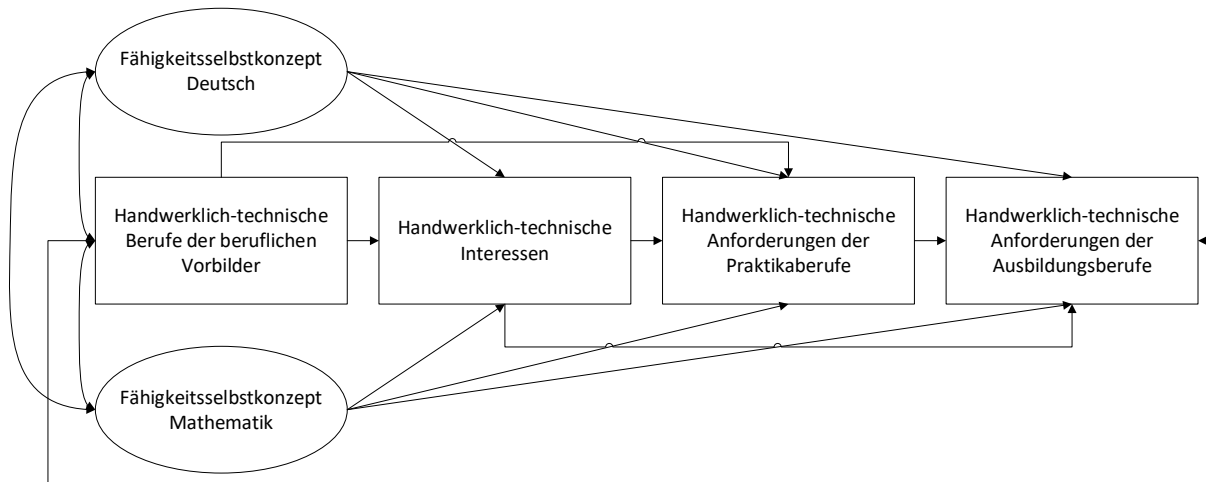 Fähigkeitsselbstkonzept
Deutsch
Handwerklich-technische
Berufe der beruflichen
Vorbilder
Handwerklich-technische
Interessen
Handwerklich-technische
Anforderungen der
Praktikaberufe
Handwerklich-technische
Anforderungen der
Ausbildungsberufe
Fähigkeitsselbstkonzept
Mathematik